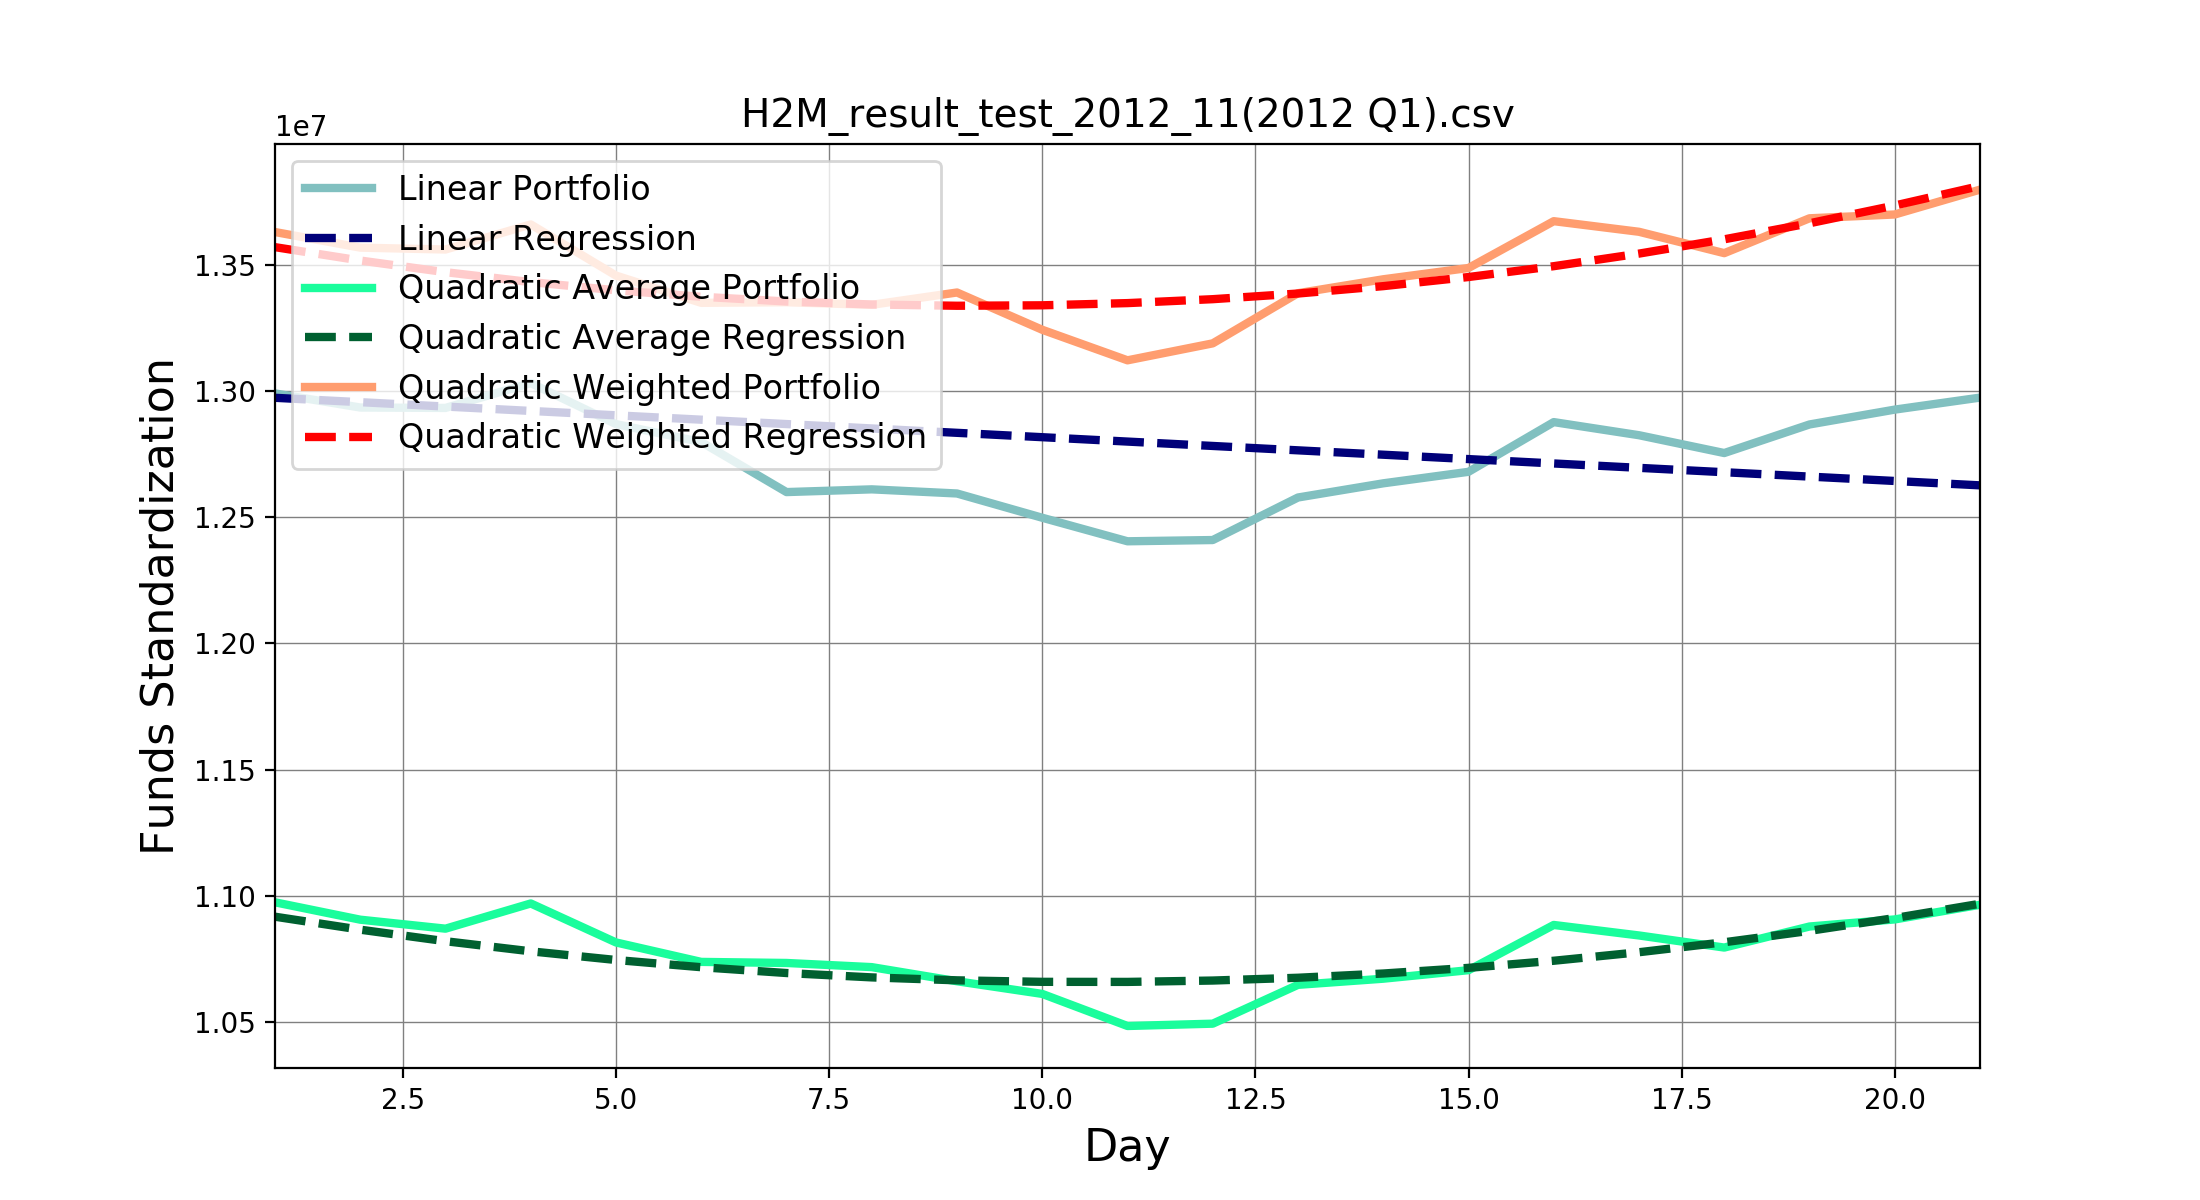 H2M_result_test_2012_11(2012 Q1).csv
1e7
Linear Portfolio
Linear Regression
Quadratic Average Portfolio
Quadratic Average Regression
Quadratic Weighted Portfolio
Quadratic Weighted Regression
1.35
1.30
1.25
1.20
1.15
1.10
1.05
Funds Standardization
2.5 5.0 7.5 10.0 12.5 15.0 17.5 20.0
Day